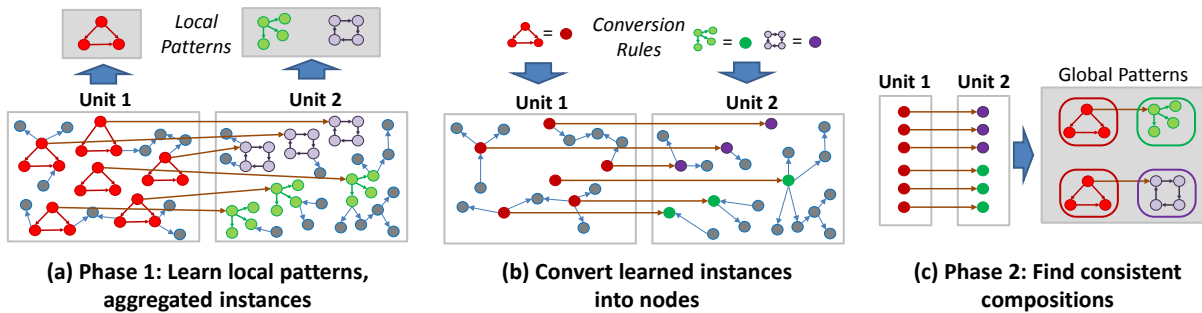 Local
Patterns
Unit 1
Unit 2
(a) Phase 1: Learn local patterns,
aggregated instances
=
Conversion
Rules
=
=
Unit 1
Unit 2
(b) Convert learned instances
into nodes
Unit 1
Unit 2
Global Patterns
(c) Phase 2: Find consistent
compositions